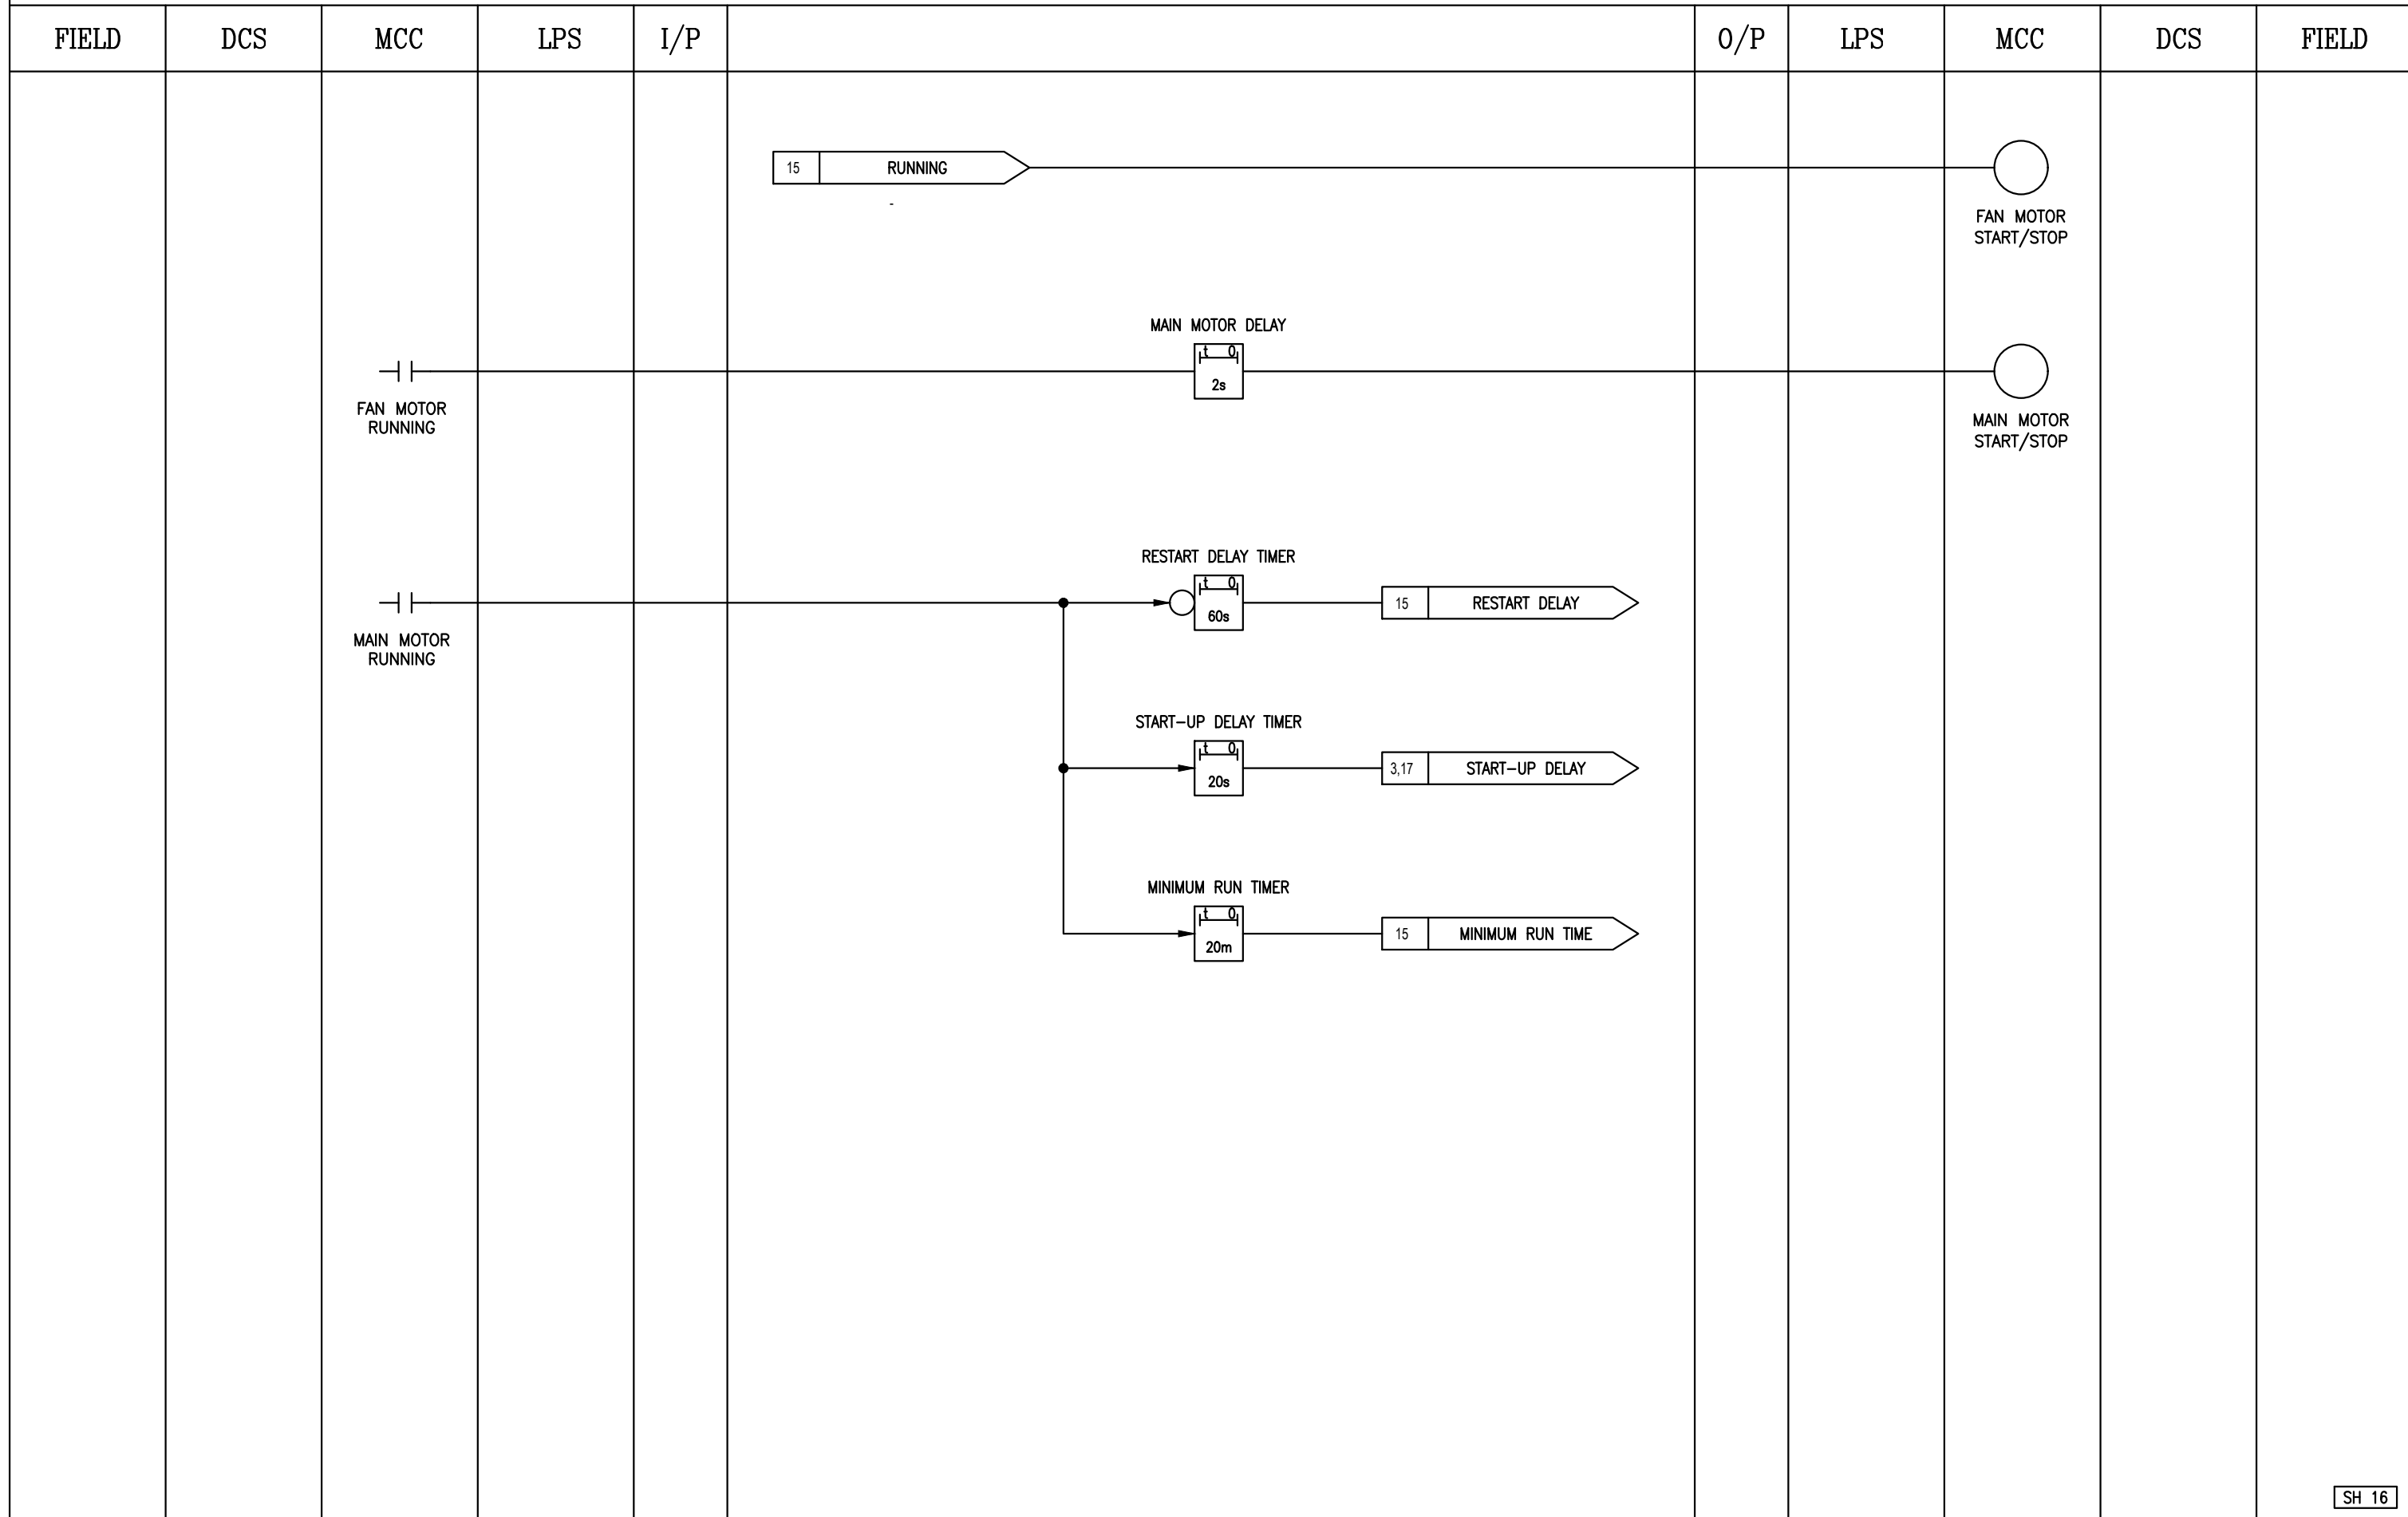 FIELD DCS MCC LPS I/P O/P LPS MCC DCS FIELD
15 RUNNING
-
FAN MOTOR
START/STOP
MAIN MOTOR DELAY
t 0
2s
FAN MOTOR
RUNNING
MAIN MOTOR
START/STOP
RESTART DELAY TIMER
t 0
60s
15 RESTART DELAY
MAIN MOTOR
RUNNING
START-UP DELAY TIMER
t 0
20s
3,17 START-UP DELAY
MINIMUM RUN TIMER
t 0
20m
15 MINIMUM RUN TIME
SH 16